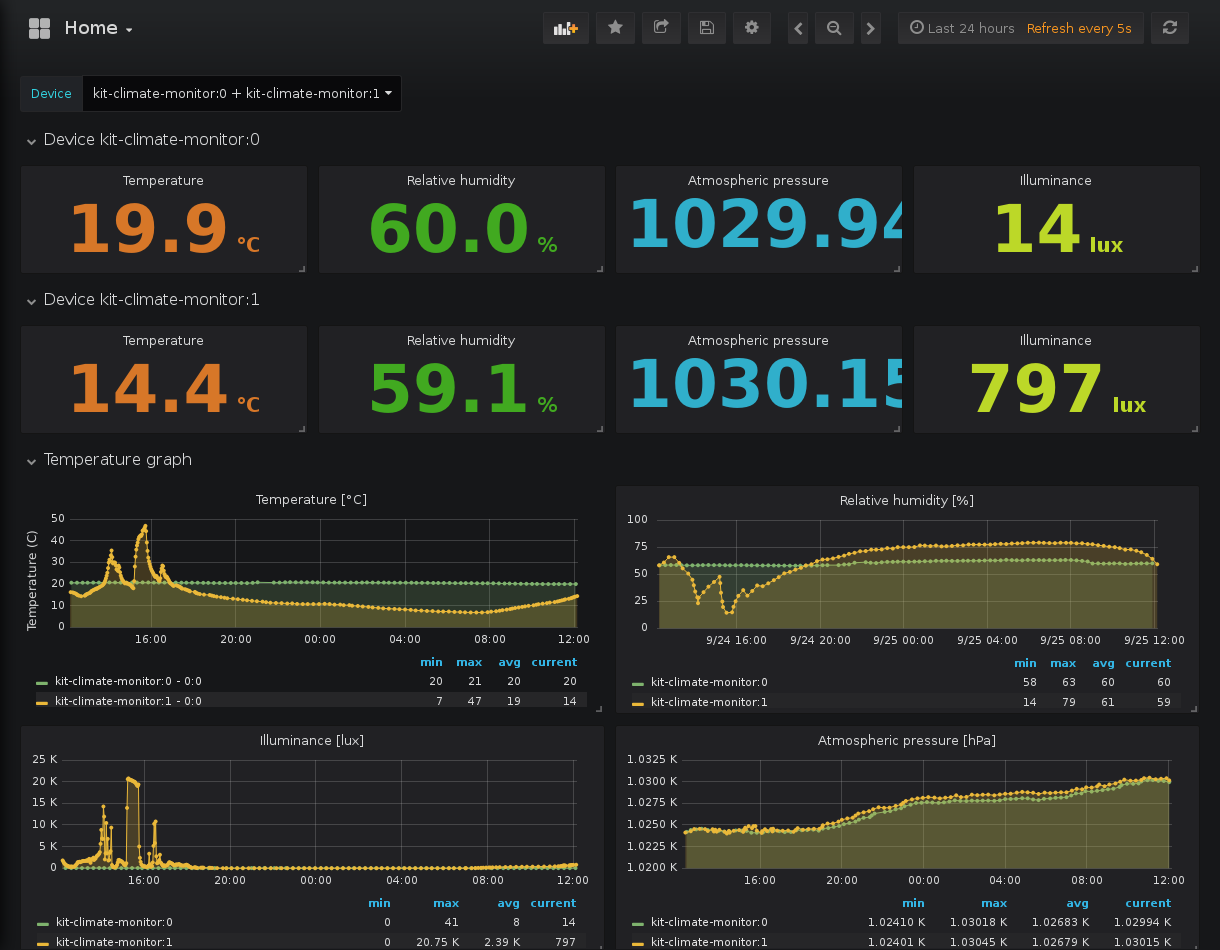 Home
Last 24 hours Refresh every 5s
Device kit-climate-monitor:0 + kit-climate-monitor:1
Device kit-climate-monitor:0
Temperature Relative humidity Atmospheric pressure Illuminance
19.9 °C 60.0 % 1029.94 14 lux
Device kit-climate-monitor:1
Temperature Relative humidity Atmospheric pressure Illuminance
14.4 °C 59.1 % 1030.15 797 lux
Temperature graph
Temperature [°C]
Temperature (C)
50
40
30
20
10
0
16:00 20:00 00:00 04:00 08:00 12:00
min max avg current
kit-climate-monitor:0 - 0:0 20 21 20 20
kit-climate-monitor:1 - 0:0 7 47 19 14
Relative humidity [%]
100
75
50
25
0
9/24 16:00 9/24 20:00 9/25 00:00 9/25 04:00 9/25 08:00 9/25 12:00
min max avg current
kit-climate-monitor:0 58 63 60 60
kit-climate-monitor:1 14 79 61 59
Illuminance [lux]
25 K
20 K
15 K
10 K
5 K
0
16:00 20:00 00:00 04:00 08:00 12:00
min max avg current
kit-climate-monitor:0 0 41 8 14
kit-climate-monitor:1 0 20.75 K 2.39 K 797
Atmospheric pressure [hPa]
1.0325 K
1.0300 K
1.0275 K
1.0250 K
1.0225 K
1.0200 K
16:00 20:00 00:00 04:00 08:00 12:00
min max avg current
kit-climate-monitor:0 1.02410 K 1.03018 K 1.02683 K 1.02994 K
kit-climate-monitor:1 1.02401 K 1.03045 K 1.02679 K 1.03015 K